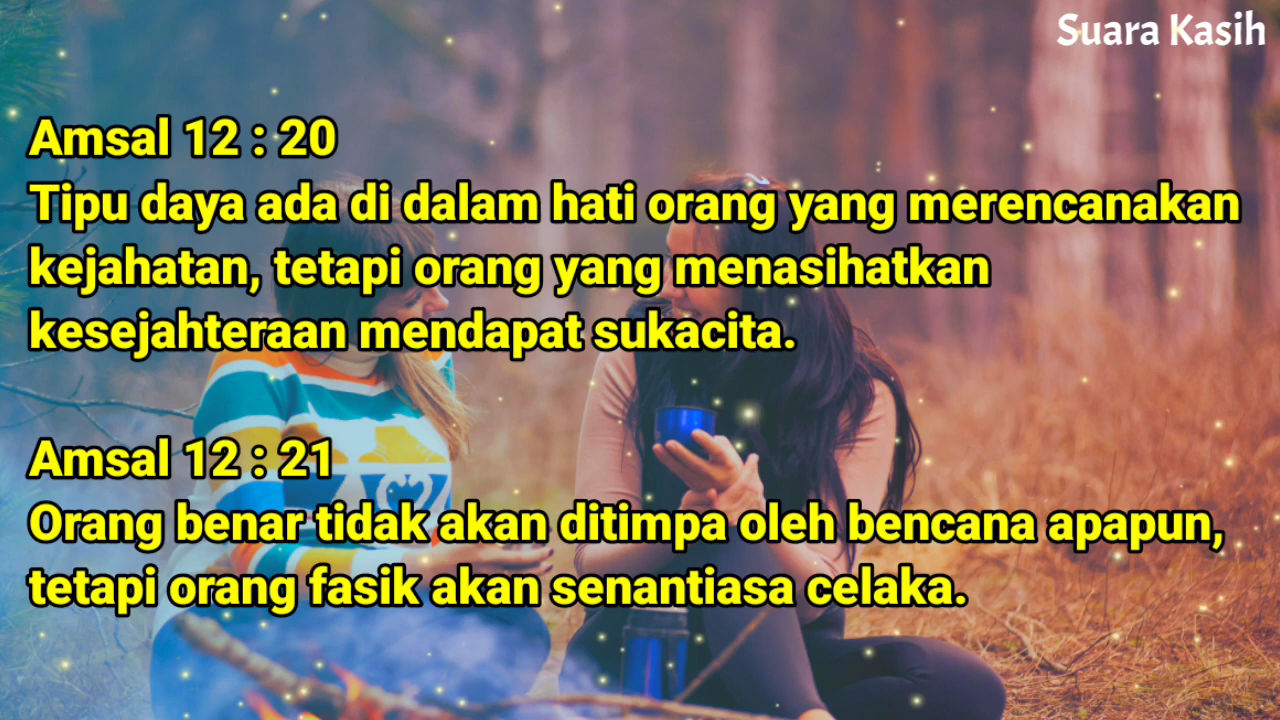 Suara Kasih
Amsal 12 : 20
Tipu daya ada di dalam hati orang yang merencanakan
kejahatan, tetapi orang yang menasihatkan
kesejahteraan mendapat sukacita.
Amsal 12 : 21
Orang benar tidak akan ditimpa oleh bencana apapun,
tetapi orang fasik akan senantiasa celaka.